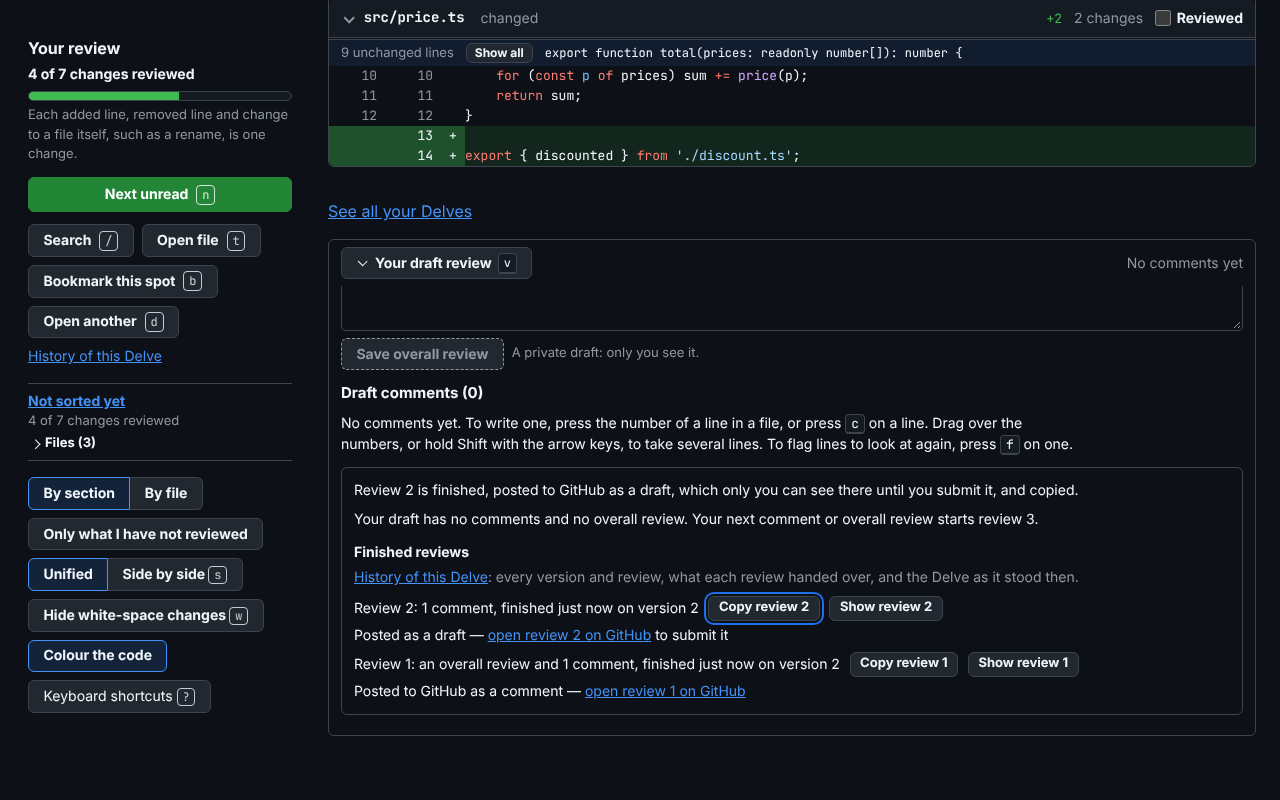 Your review
4 of 7 changes reviewed
Each added line, removed line and change
to a file itself, such as a rename, is one
change.
Next unread n
Search / Open file t
Bookmark this spot b
Open another d
History of this Delve
Not sorted yet
4 of 7 changes reviewed
Files (3)
By section By file
Only what I have not reviewed
Unified Side by side s
Hide white-space changes w
Colour the code
Keyboard shortcuts ?
src/price.ts changed +2 2 changes Reviewed
9 unchanged lines Show all export function total(prices: readonly number[]): number {
10 10 for (const p of prices) sum += price(p);
11 11 return sum;
12 12 }
13 +
14 + export { discounted } from './discount.ts';
See all your Delves
Your draft review v No comments yet
Save overall review A private draft: only you see it.
Draft comments (0)
No comments yet. To write one, press the number of a line in a file, or press c on a line. Drag over the
numbers, or hold Shift with the arrow keys, to take several lines. To flag lines to look at again, press f on one.
Review 2 is finished, posted to GitHub as a draft, which only you can see there until you submit it, and copied.
Your draft has no comments and no overall review. Your next comment or overall review starts review 3.
Finished reviews
History of this Delve: every version and review, what each review handed over, and the Delve as it stood then.
Review 2: 1 comment, finished just now on version 2 Copy review 2 Show review 2
Posted as a draft — open review 2 on GitHub to submit it
Review 1: an overall review and 1 comment, finished just now on version 2 Copy review 1 Show review 1
Posted to GitHub as a comment — open review 1 on GitHub